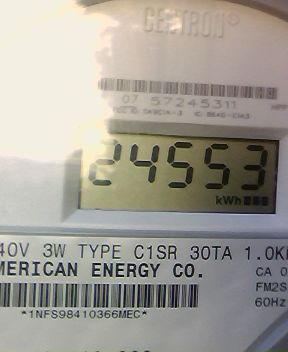 CENTRON®
07 57245311
24553
kWh
40V 3W TYPE C1SR 30TA 1.0K
MERICAN ENERGY CO.
CA 0
FM2S
60Hz
*1NFS98410366MEC*